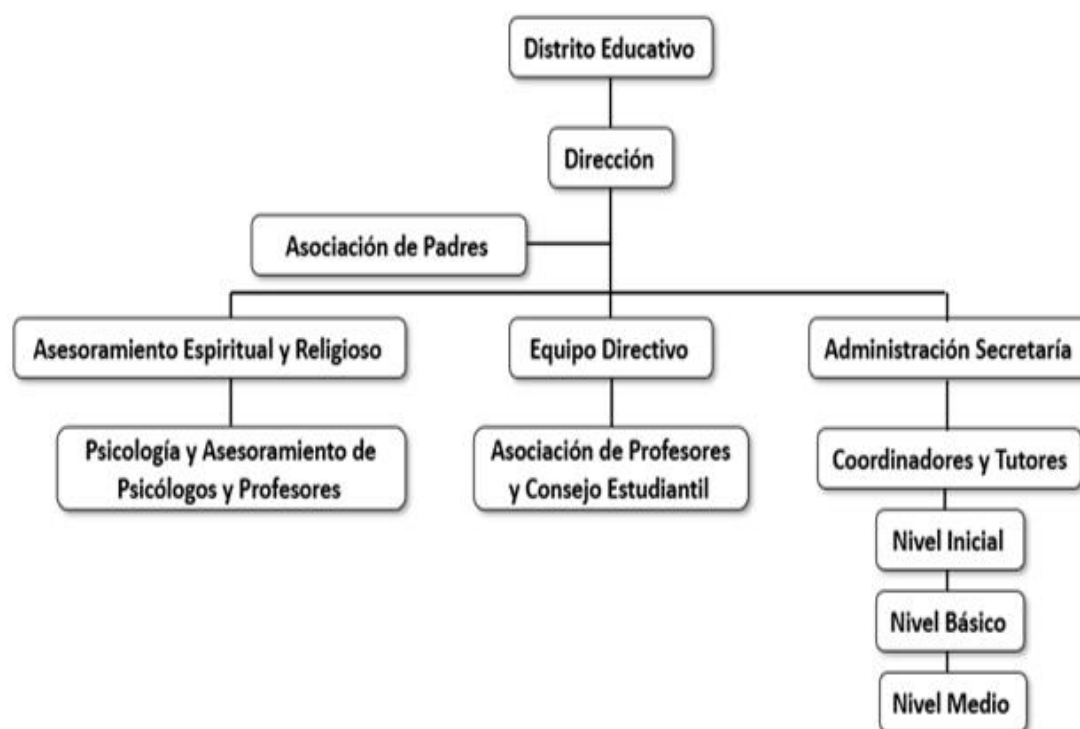 Distrito Educativo
Dirección
Asociación de Padres
Asesoramiento Espiritual y Religioso
Equipo Directivo
Administración Secretaría
Psicología y Asesoramiento de
Psicólogos y Profesores
Asociación de Profesores
y Consejo Estudiantil
Coordinadores y Tutores
Nivel Inicial
Nivel Básico
Nivel Medio